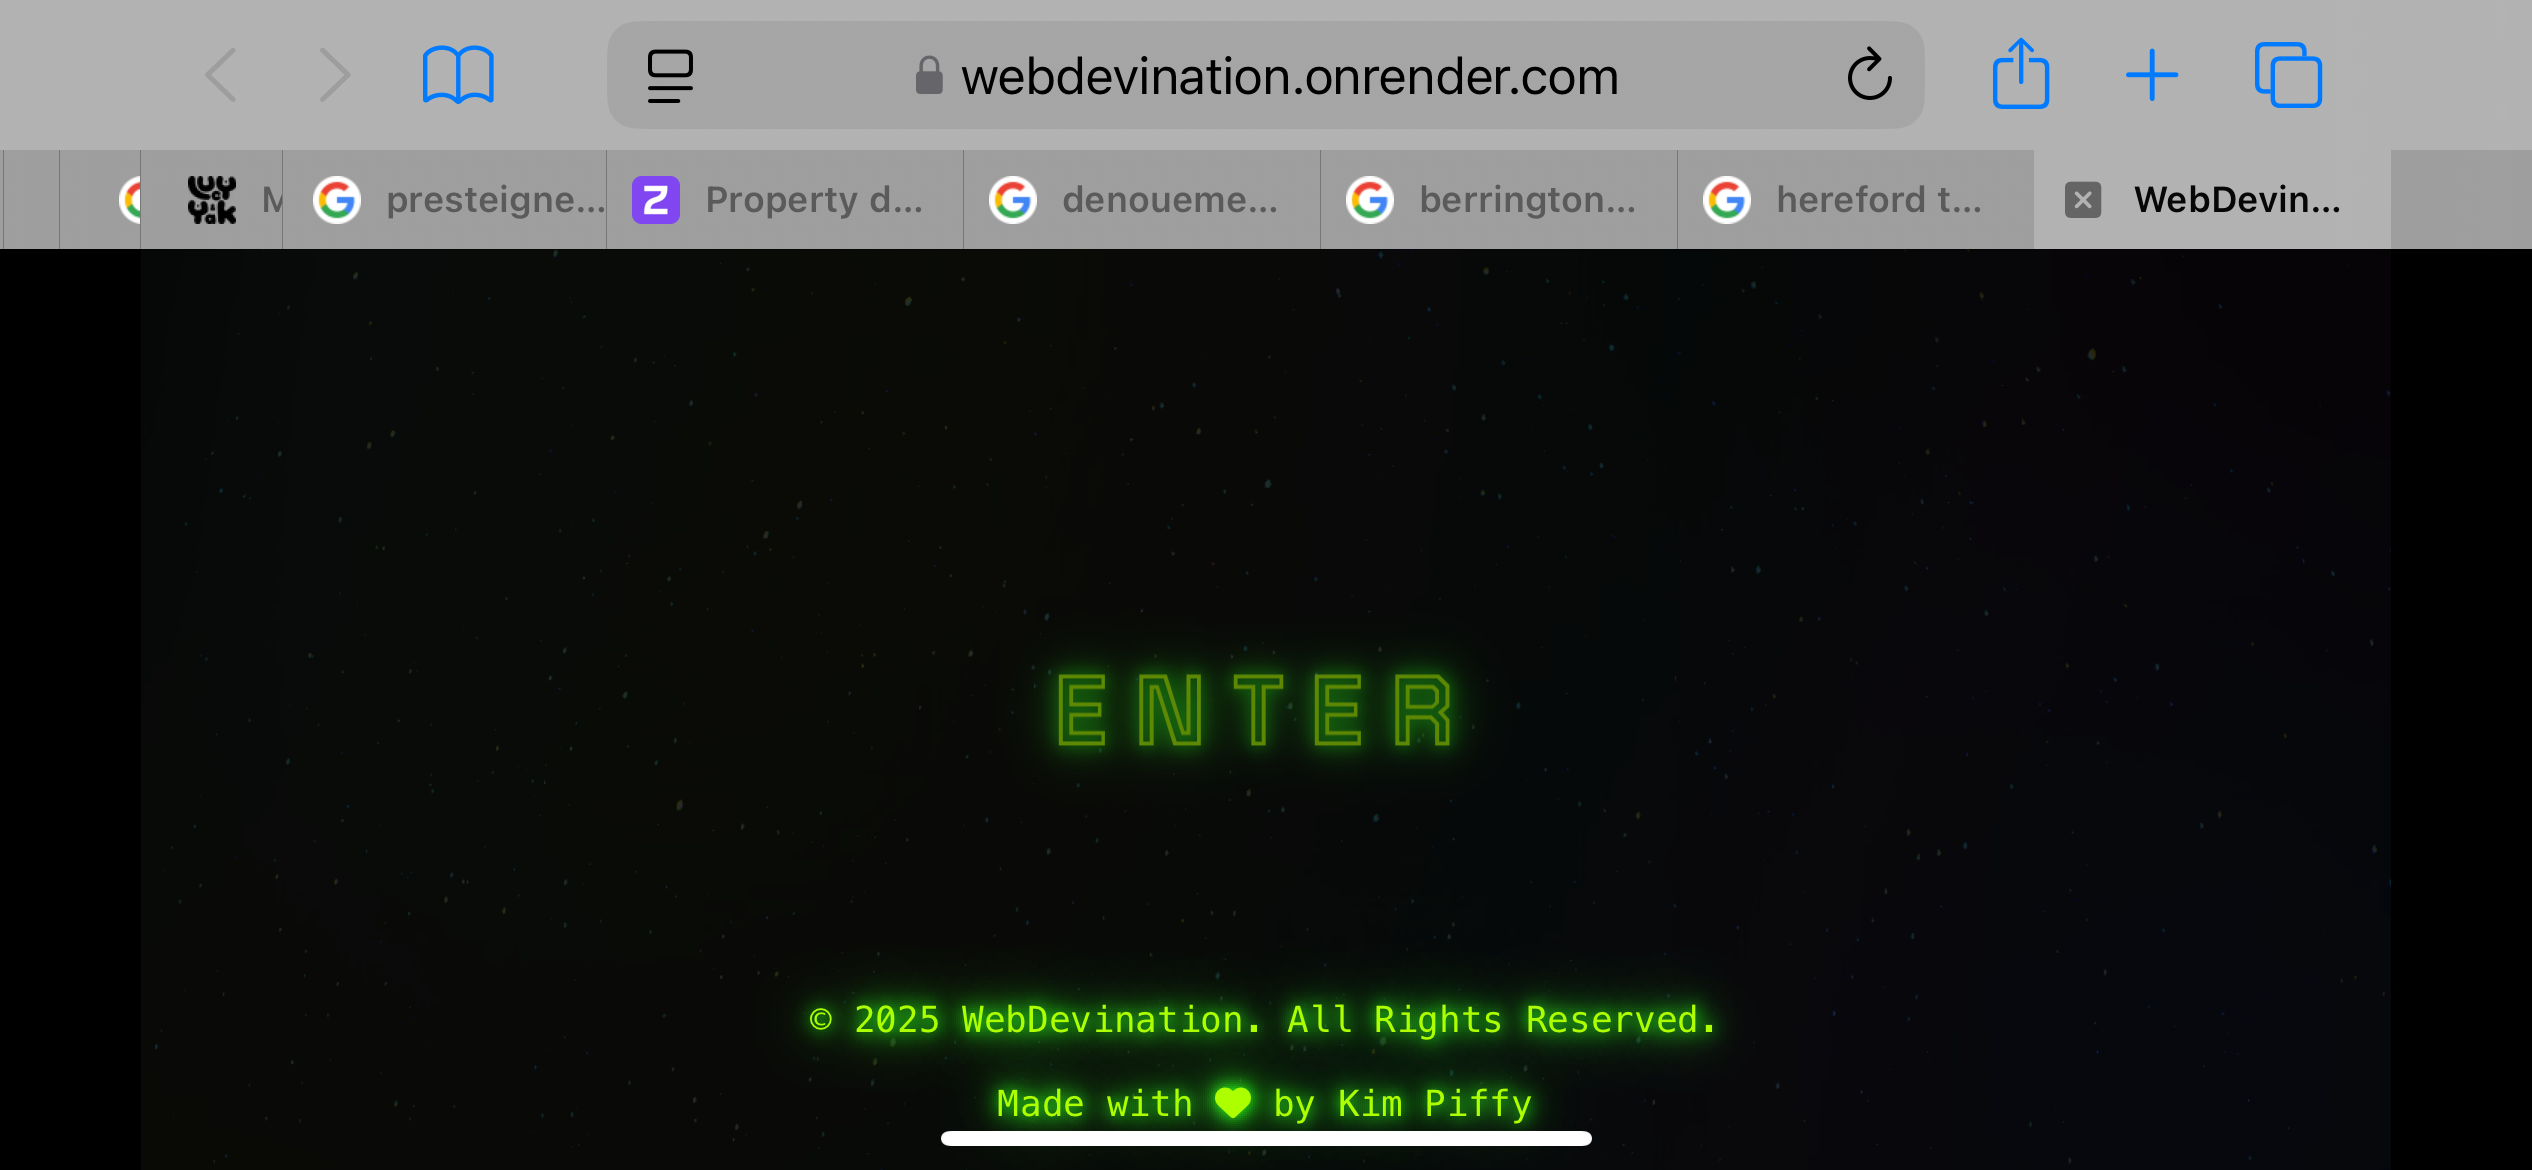 webdevination.onrender.com
M presteigne... Property d... denoueme... berrington... hereford t... WebDevin...
ENTER
© 2025 WebDevination. All Rights Reserved.
Made with ♥ by Kim Piffy